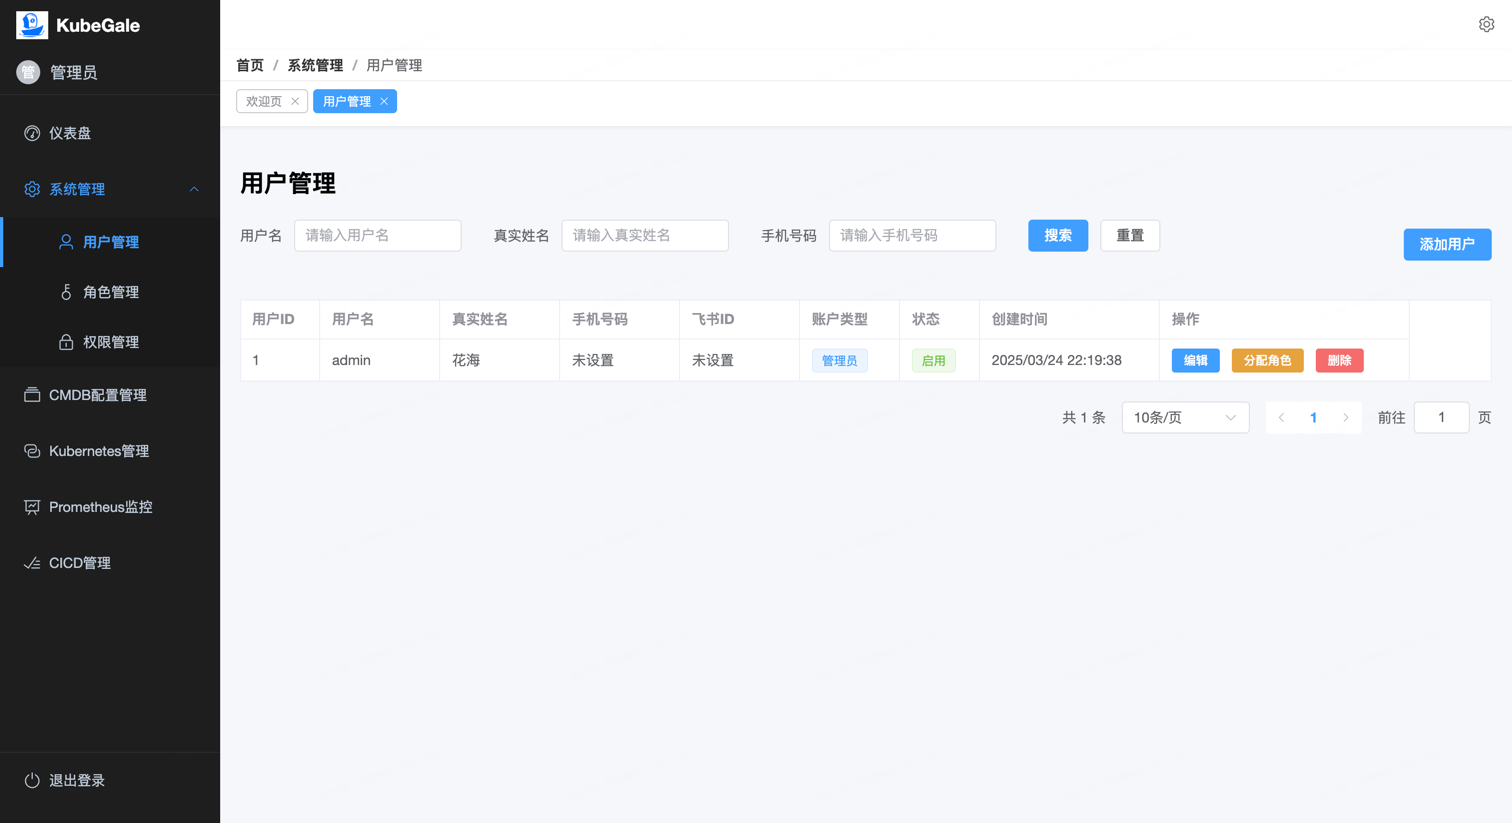 KubeGale
管 管理员
仪表盘
系统管理
用户管理
角色管理
权限管理
CMDB配置管理
Kubernetes管理
Prometheus监控
CICD管理
退出登录
首页 / 系统管理 / 用户管理
欢迎页 用户管理
用户管理
用户名 请输入用户名 真实姓名 请输入真实姓名 手机号码 请输入手机号码 搜索 重置
添加用户
用户ID 用户名 真实姓名 手机号码 飞书ID 账户类型 状态 创建时间 操作
1 admin 花海 未设置 未设置 管理员 启用 2025/03/24 22:19:38 编辑 分配角色 删除
共 1 条 10条/页 1 前往 1 页